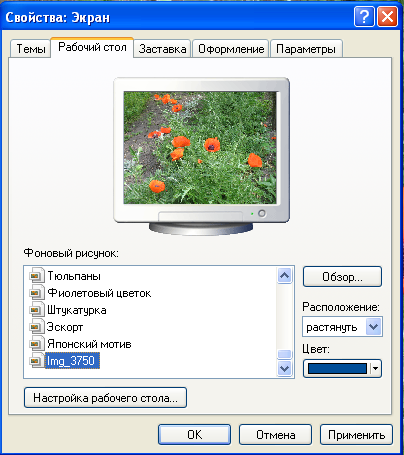 Свойства: Экран
Темы Рабочий стол Заставка Оформление Параметры
Фоновый рисунок:
Тюльпаны
Фиолетовый цветок
Штукатурка
Эскорт
Японский мотив
Img_3750
Обзор...
Расположение:
растянуть
Цвет:
Настройка рабочего стола...
OK Отмена Применить